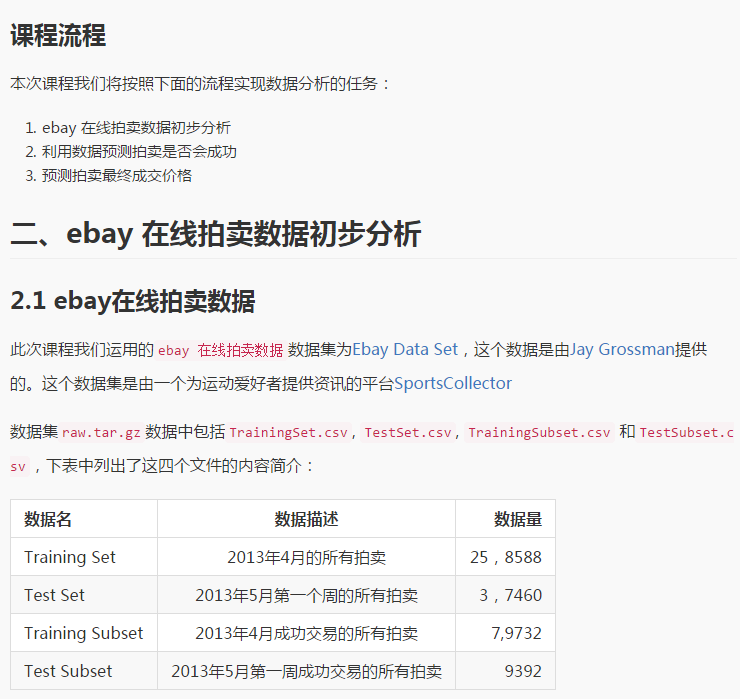 课程流程
本次课程我们将按照下面的流程实现数据分析的任务：
1. ebay 在线拍卖数据初步分析
2. 利用数据预测拍卖是否会成功
3. 预测拍卖最终成交价格
二、ebay 在线拍卖数据初步分析
2.1 ebay在线拍卖数据
此次课程我们运用的 ebay 在线拍卖数据 数据集为Ebay Data Set，这个数据是由Jay Grossman提供
的。这个数据集是由一个为运动爱好者提供资讯的平台SportsCollector
数据集 raw.tar.gz 数据中包括 TrainingSet.csv, TestSet.csv, TrainingSubset.csv 和 TestSubset.c
sv ，下表中列出了这四个文件的内容简介：
数据名 数据描述 数据量
Training Set 2013年4月的所有拍卖 25，8588
Test Set 2013年5月第一个周的所有拍卖 3，7460
Training Subset 2013年4月成功交易的所有拍卖 7,9732
Test Subset 2013年5月第一周成功交易的所有拍卖 9392